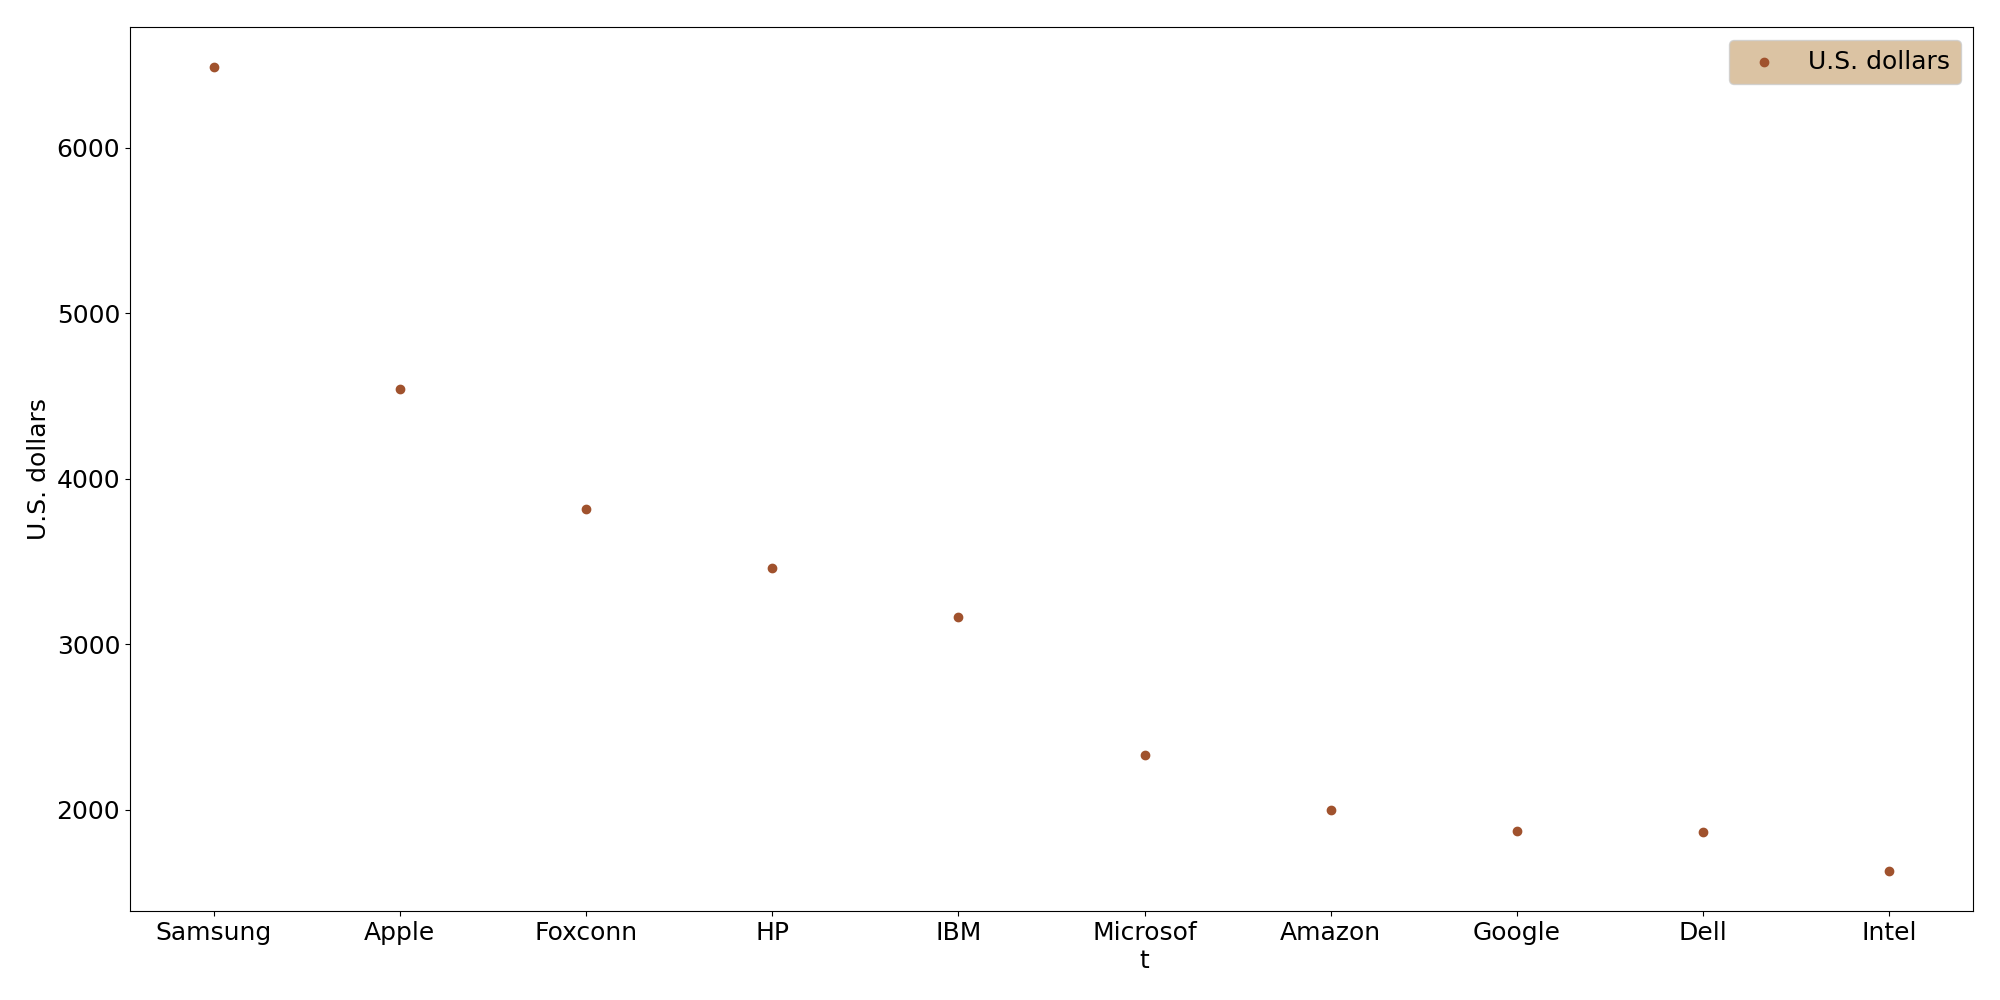 U.S. dollars
6000
5000
4000
3000
2000
U.S. dollars
Samsung
Apple
Foxconn
HP
IBM
Microsof
t
Amazon
Google
Dell
Intel